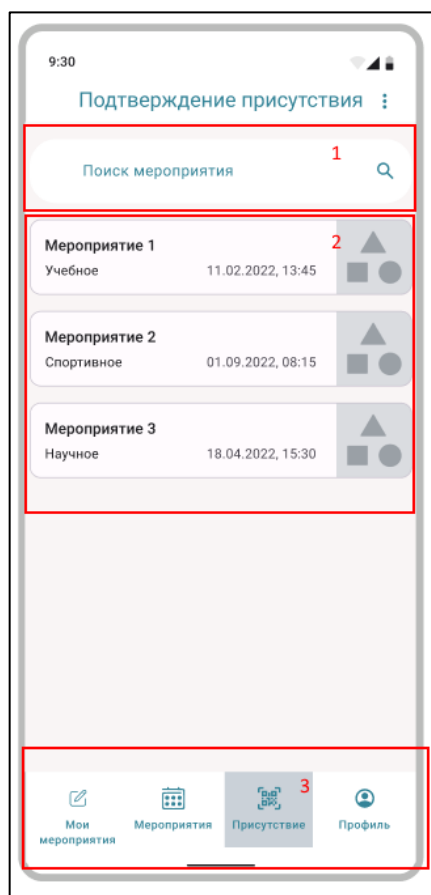 9:30
Подтверждение присутствия
1
Поиск мероприятия
Мероприятие 1
2
Учебное 11.02.2022, 13:45
Мероприятие 2
Спортивное 01.09.2022, 08:15
Мероприятие 3
Научное 18.04.2022, 15:30
3
Мои
мероприятия
Мероприятия
Присутствие
Профиль